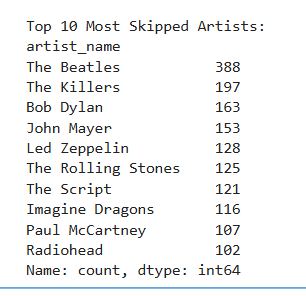 Top 10 Most Skipped Artists:
artist_name
The Beatles 388
The Killers 197
Bob Dylan 163
John Mayer 153
Led Zeppelin 128
The Rolling Stones 125
The Script 121
Imagine Dragons 116
Paul McCartney 107
Radiohead 102
Name: count, dtype: int64